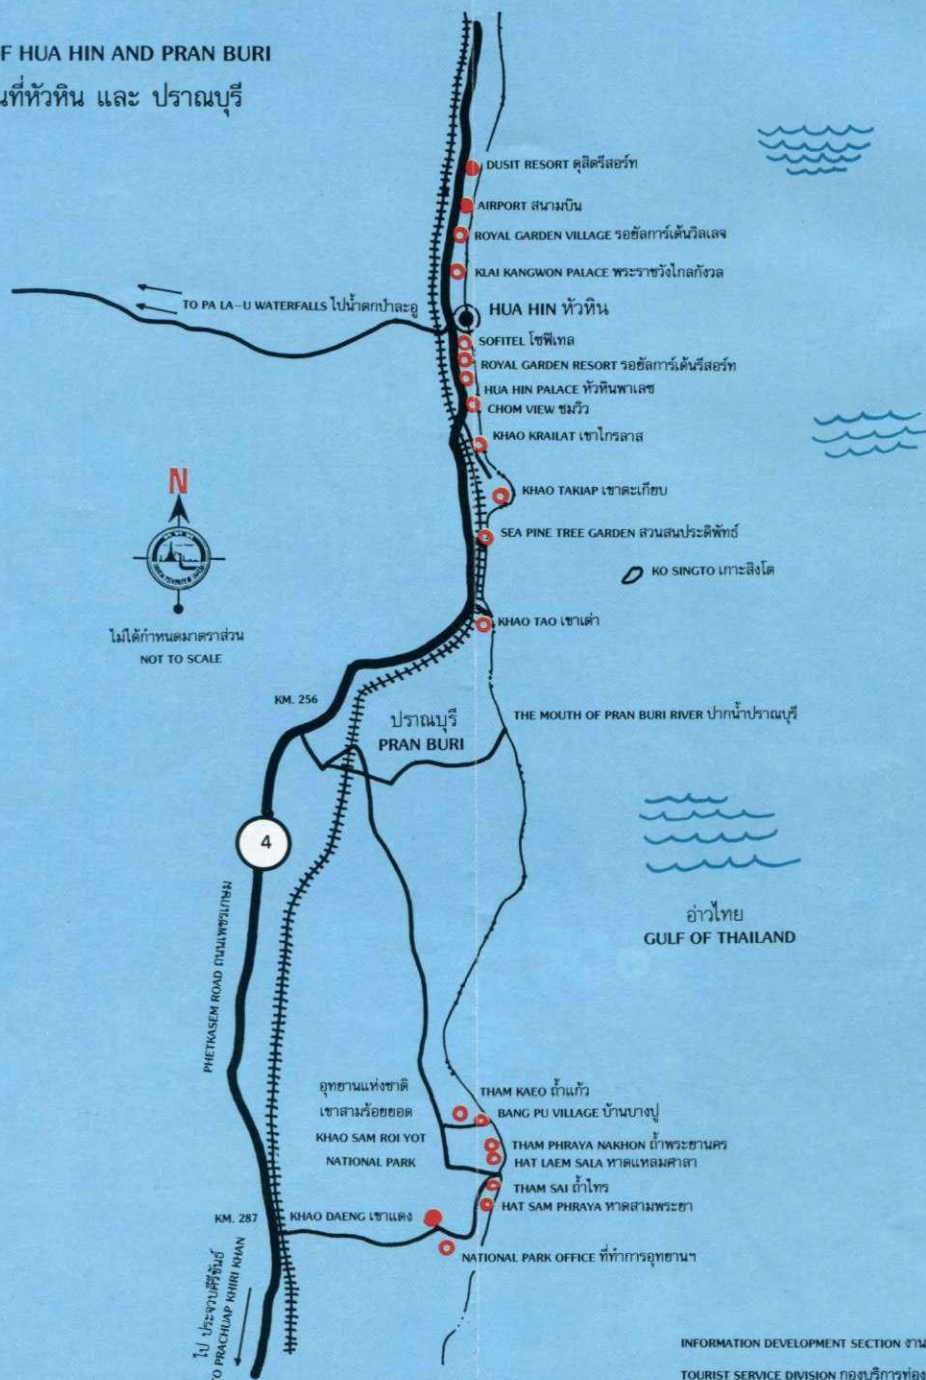 F HUA HIN AND PRAN BURI
นที่หัวหิน และ ปราณบุรี
DUSIT RESORT ดุสิตรีสอร์ท
AIRPORT สนามบิน
ROYAL GARDEN VILLAGE รอยัลการ์เด้นวิลเลจ
KLAI KANGWON PALACE พระราชวังไกลกังวล
TO PA LA-U WATERFALLS ไปน้ำตกป่าละอู
HUA HIN หัวหิน
SOFITEL โซฟีเทล
ROYAL GARDEN RESORT รอยัลการ์เด้นรีสอร์ท
HUA HIN PALACE หัวหินพาเลซ
CHOM VIEW ชมวิว
KHAO KRAILAT เขาไกรลาส
KHAO TAKIAP เขาตะเกียบ
SEA PINE TREE GARDEN สวนสนประดิพัทธ์
KO SINGTO เกาะสิงโต
N
ไม่ได้กำหนดมาตราส่วน
NOT TO SCALE
KHAO TAO เขาเต่า
KM. 256
ปราณบุรี
PRAN BURI
THE MOUTH OF PRAN BURI RIVER ปากน้ำปราณบุรี
4
PHETKASEM ROAD ถนนเพชรเกษม
อ่าวไทย
GULF OF THAILAND
อุทยานแห่งชาติ
เขาสามร้อยยอด
KHAO SAM ROI YOT
NATIONAL PARK
THAM KAEO ถ้ำแก้ว
BANG PU VILLAGE บ้านบางปู
THAM PHRAYA NAKHON ถ้ำพระยานคร
HAT LAEM SALA หาดแหลมศาลา
THAM SAI ถ้ำไทร
HAT SAM PHRAYA หาดสามพระยา
KM. 287
KHAO DAENG เขาแดง
NATIONAL PARK OFFICE ที่ทำการอุทยานฯ
ไป ประจวบคีรีขันธ์
TO PRACHUAP KHIRI KHAN
INFORMATION DEVELOPMENT SECTION งาน
TOURIST SERVICE DIVISION กองบริการท่อง